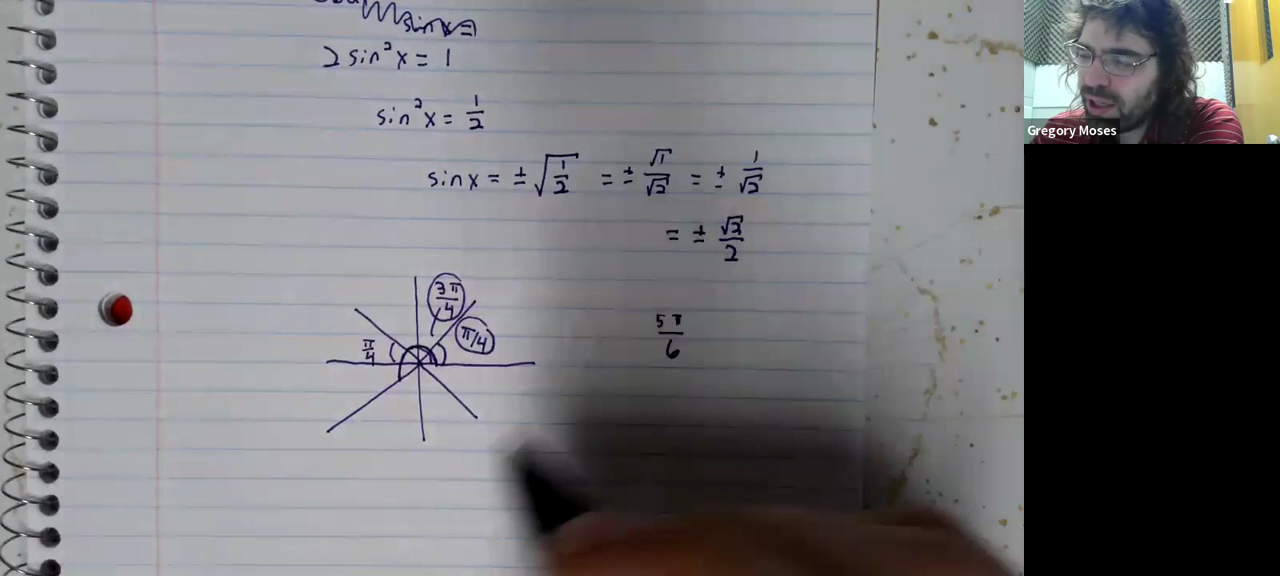 sin x =
2 sin²x = 1
sin²x = 1/2
sin x = ± √(1/2) = ± √1/√2 = ± 1/√2
= ± √2/2
3π/4
π/4
π/4
5π/6
Gregory Moses